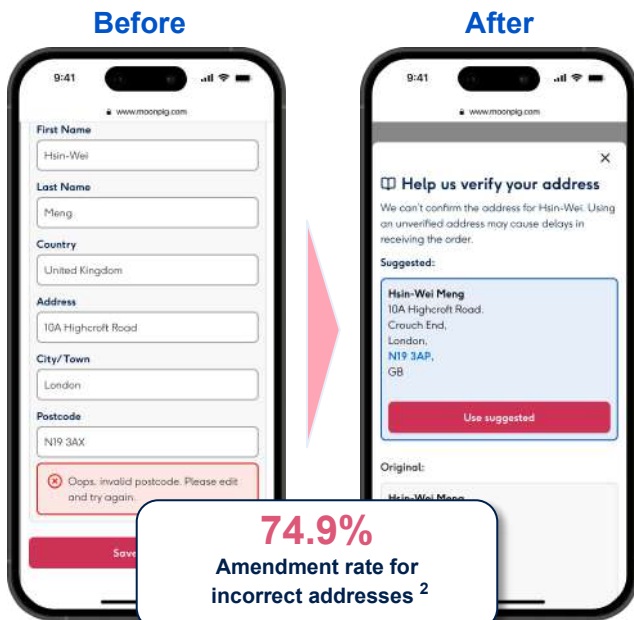 Before
After
9:41
www.moonpig.com
First Name
Hsin-Wei
Last Name
Meng
Country
United Kingdom
Address
10A Highcroft Road
City/Town
London
Postcode
N19 3AX
Oops, invalid postcode. Please edit
and try again.
Save
9:41
www.moonpig.com
Help us verify your address
We can't confirm the address for Hsin-Wei. Using
an unverified address may cause delays in
receiving the order.
Suggested:
Hsin-Wei Meng
10A Highcroft Road.
Crouch End,
London,
N19 3AP,
GB
Use suggested
Original:
Hsin-Wei Meng
74.9%
Amendment rate for
incorrect addresses 2